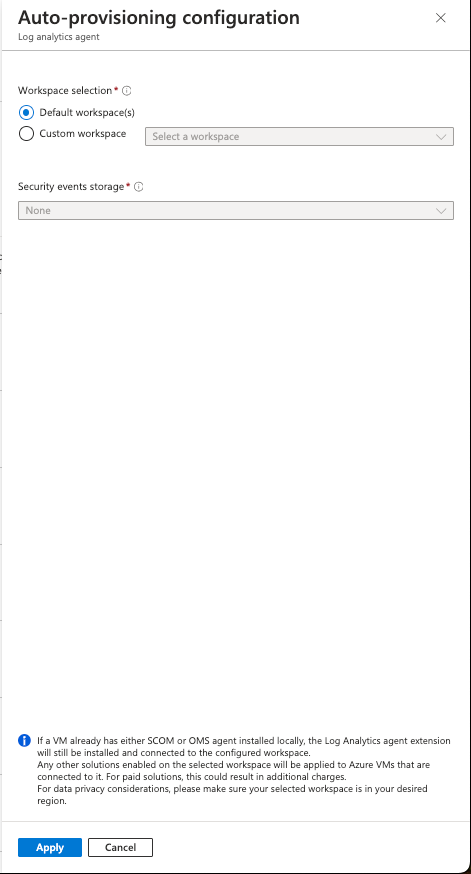 Auto-provisioning configuration
Log analytics agent
Workspace selection *
Default workspace(s)
Custom workspace
Select a workspace
Security events storage *
None
If a VM already has either SCOM or OMS agent installed locally, the Log Analytics agent extension
will still be installed and connected to the configured workspace.
Any other solutions enabled on the selected workspace will be applied to Azure VMs that are
connected to it. For paid solutions, this could result in additional charges.
For data privacy considerations, please make sure your selected workspace is in your desired
region.
Apply
Cancel